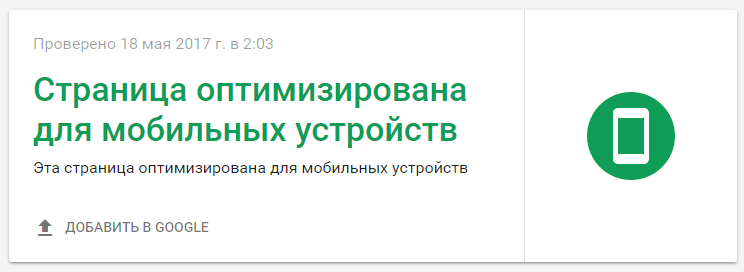 Проверено 18 мая 2017 г. в 2:03
Страница оптимизирована
для мобильных устройств
Эта страница оптимизирована для мобильных устройств
ДОБАВИТЬ В GOOGLE